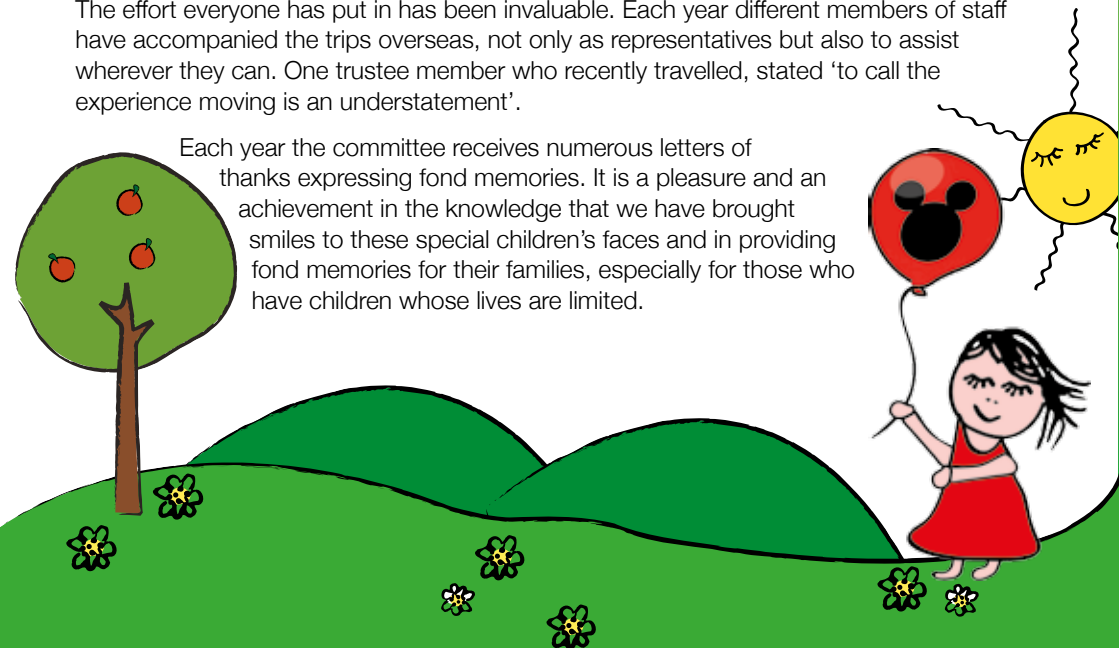 The effort everyone has put in has been invaluable. Each year different members of staff
have accompanied the trips overseas, not only as representatives but also to assist
wherever they can. One trustee member who recently travelled, stated ‘to call the
experience moving is an understatement’.
Each year the committee receives numerous letters of
thanks expressing fond memories. It is a pleasure and an
achievement in the knowledge that we have brought
smiles to these special children’s faces and in providing
fond memories for their families, especially for those who
have children whose lives are limited.